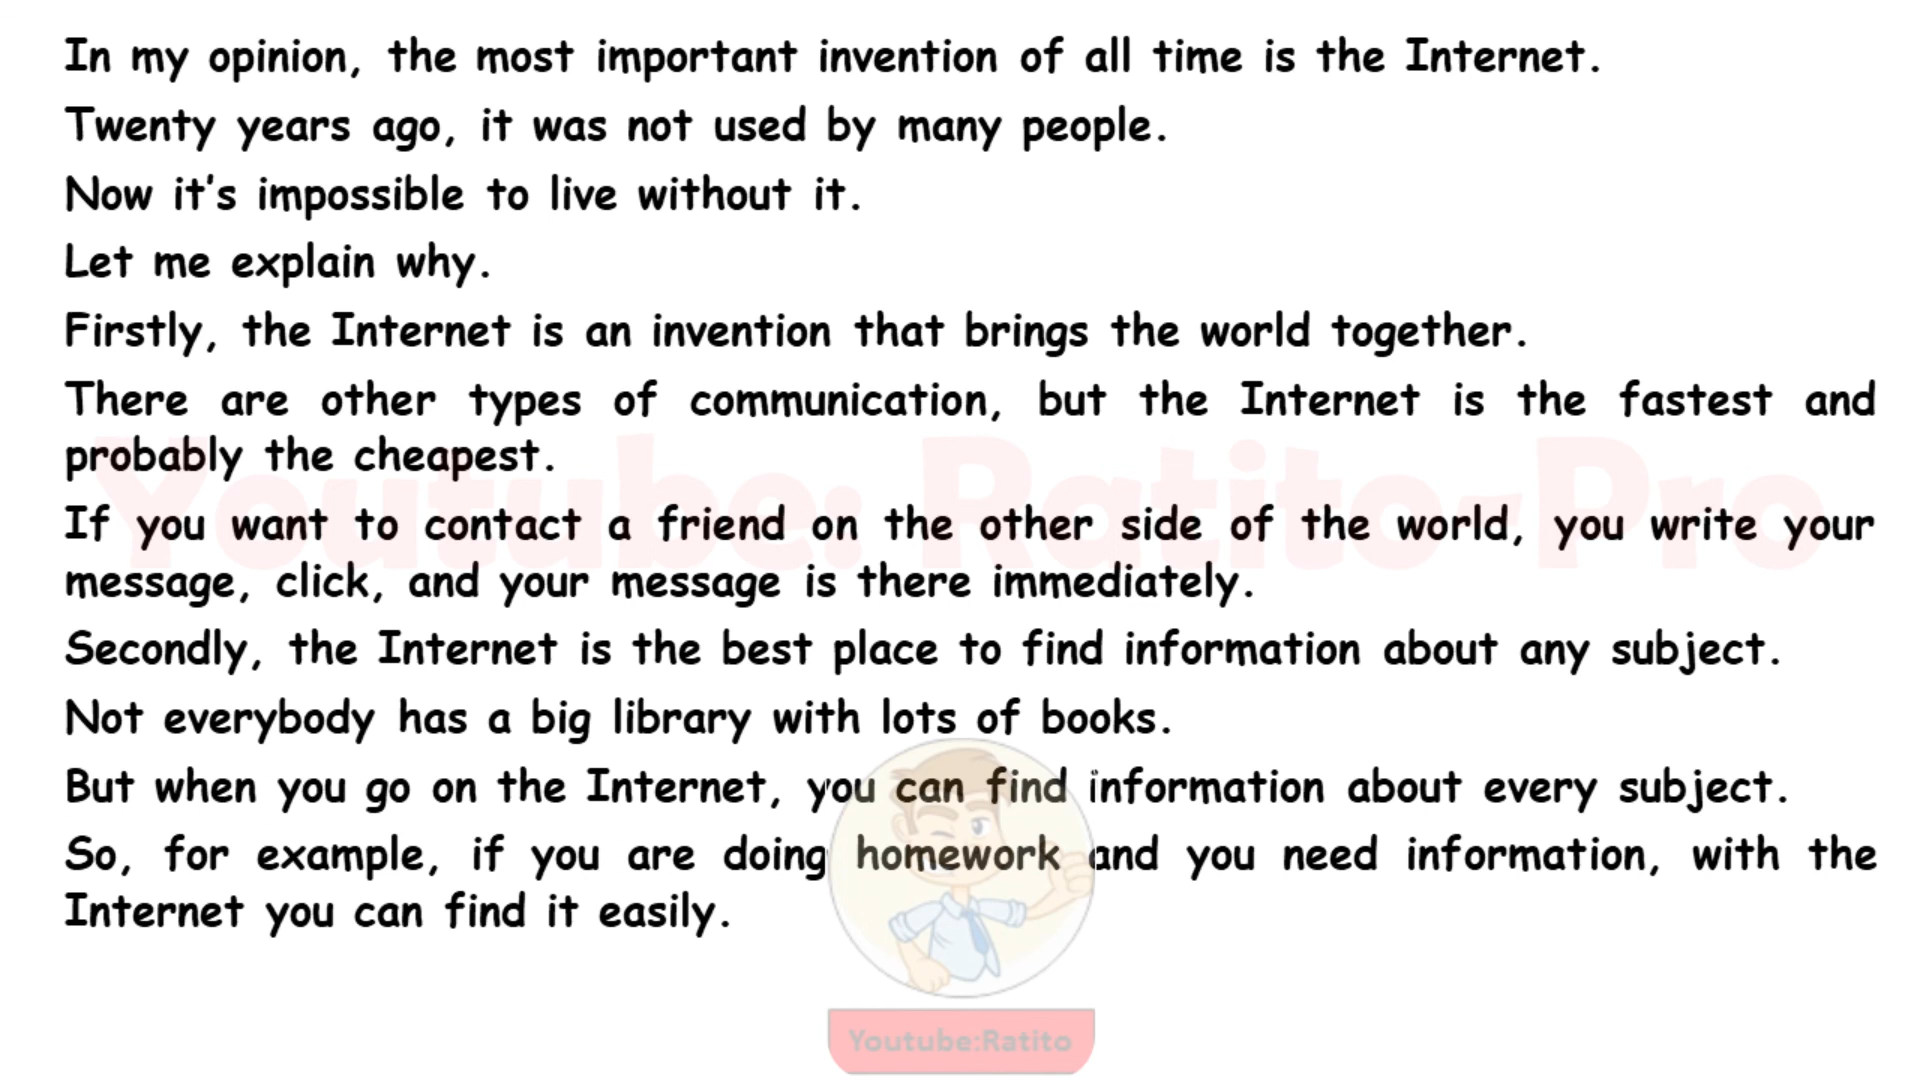 In my opinion, the most important invention of all time is the Internet.
Twenty years ago, it was not used by many people.
Now it's impossible to live without it.
Let me explain why.
Firstly, the Internet is an invention that brings the world together.
There are other types of communication, but the Internet is the fastest and
probably the cheapest.
Youtube: Ratito-Pro
If you want to contact a friend on the other side of the world, you write your
message, click, and your message is there immediately.
Secondly, the Internet is the best place to find information about any subject.
Not everybody has a big library with lots of books.
But when you go on the Internet, you can find information about every subject.
So, for example, if you are doing homework and you need information, with the
Internet you can find it easily.
Youtube:Ratito